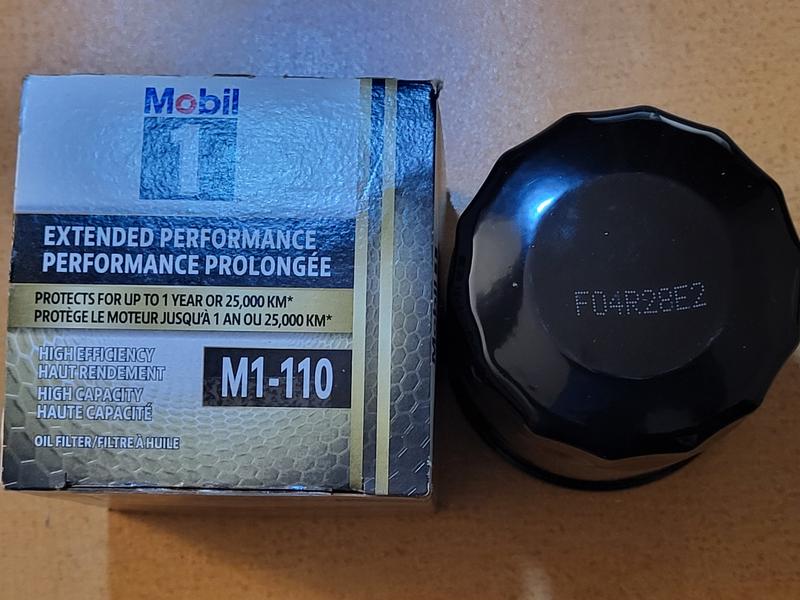 Mobil
1
EXTENDED PERFORMANCE
PERFORMANCE PROLONGÉE
PROTECTS FOR UP TO 1 YEAR OR 25,000 KM*
PROTÈGE LE MOTEUR JUSQU'À 1 AN OU 25,000 KM*
HIGH EFFICIENCY
HAUT RENDEMENT
HIGH CAPACITY
HAUTE CAPACITÉ
M1-110
OIL FILTER/FILTRE À HUILE
F04R28E2